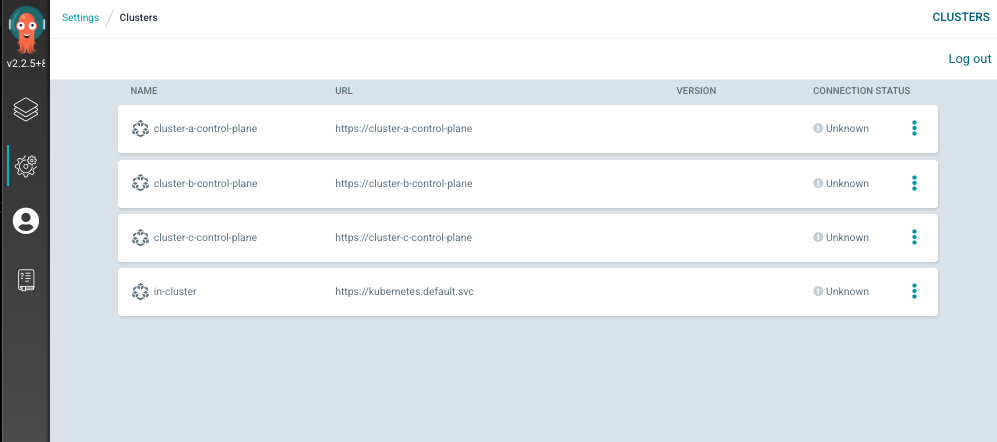 Settings / Clusters
CLUSTERS
v2.2.5+8
Log out
NAME URL VERSION CONNECTION STATUS
cluster-a-control-plane https://cluster-a-control-plane Unknown
cluster-b-control-plane https://cluster-b-control-plane Unknown
cluster-c-control-plane https://cluster-c-control-plane Unknown
in-cluster https://kubernetes.default.svc Unknown